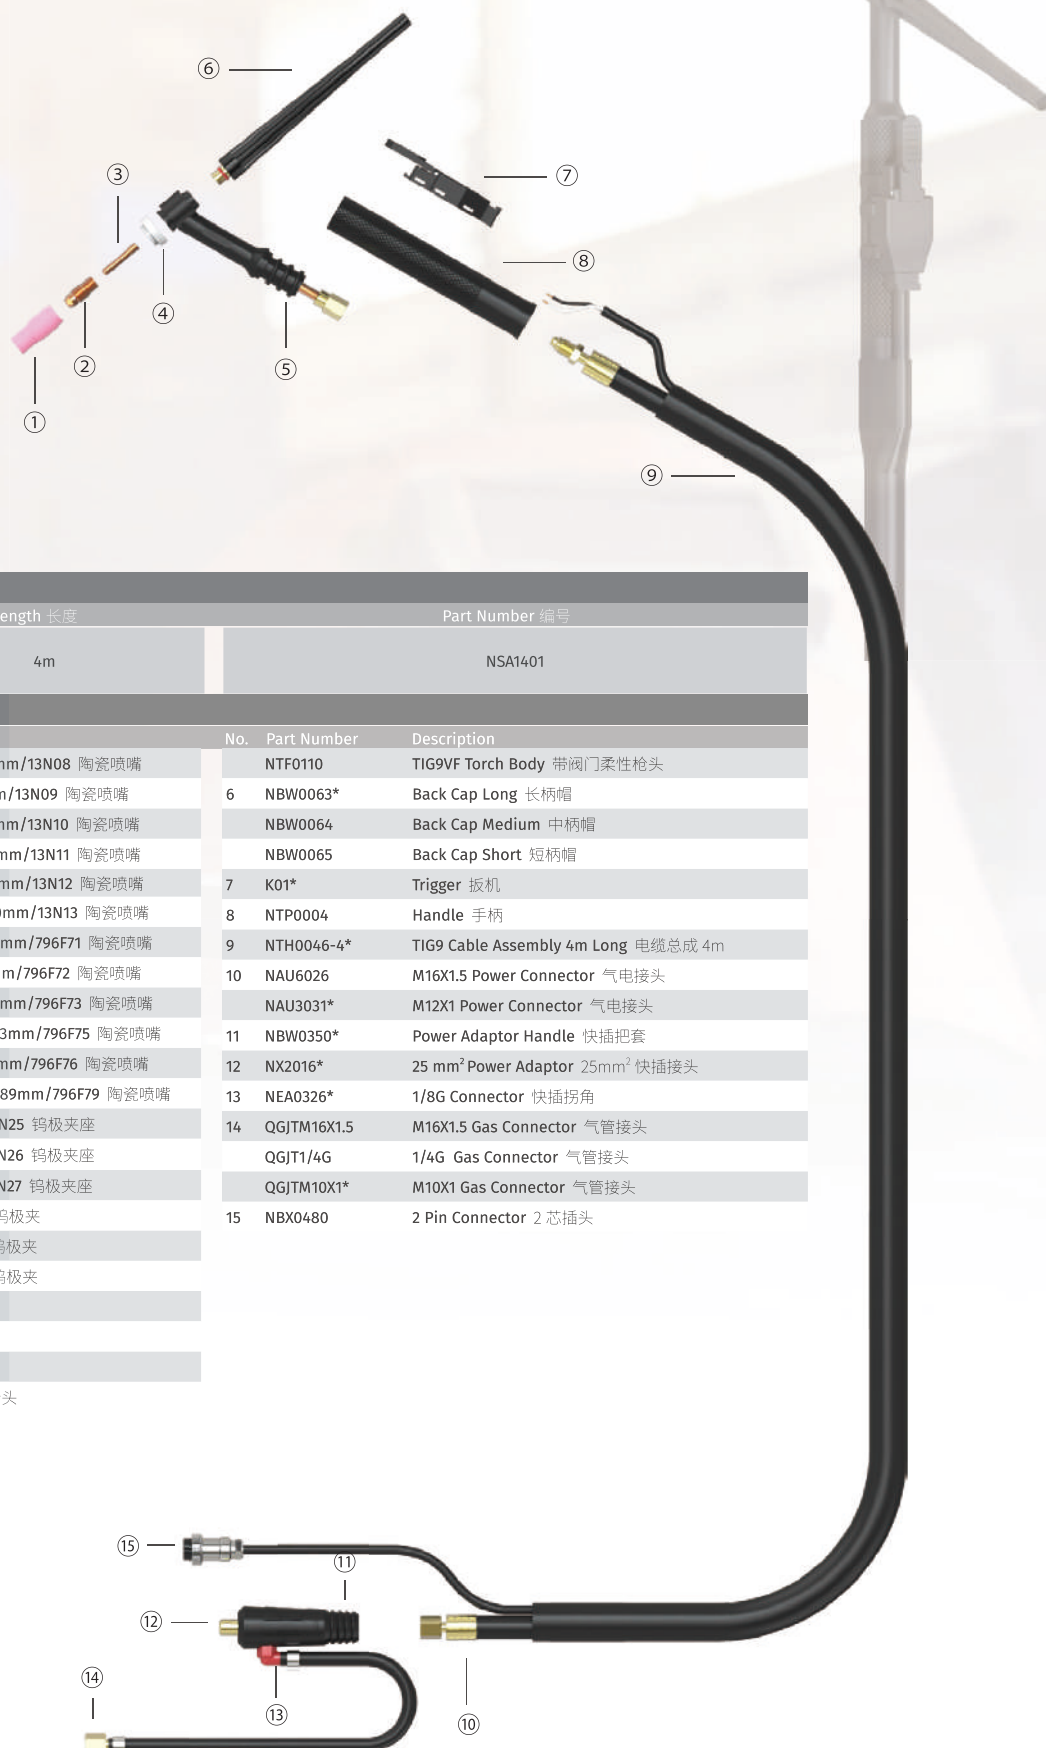 ⑥
⑦
③
⑧
④
②
⑤
①
⑨
ength 长度
Part Number 编号
4m
NSA1401
No. Part Number Description
mm/13N08 陶瓷喷嘴
m/13N09 陶瓷喷嘴
mm/13N10 陶瓷喷嘴
mm/13N11 陶瓷喷嘴
mm/13N12 陶瓷喷嘴
0mm/13N13 陶瓷喷嘴
mm/796F71 陶瓷喷嘴
m/796F72 陶瓷喷嘴
mm/796F73 陶瓷喷嘴
3mm/796F75 陶瓷喷嘴
mm/796F76 陶瓷喷嘴
89mm/796F79 陶瓷喷嘴
N25 钨极夹座
N26 钨极夹座
N27 钨极夹座
钨极夹
钨极夹
钨极夹
头
NTF0110 TIG9VF Torch Body 带阀门柔性枪头
6 NBW0063* Back Cap Long 长柄帽
NBW0064 Back Cap Medium 中柄帽
NBW0065 Back Cap Short 短柄帽
7 K01* Trigger 扳机
8 NTP0004 Handle 手柄
9 NTH0046-4* TIG9 Cable Assembly 4m Long 电缆总成 4m
10 NAU6026 M16X1.5 Power Connector 气电接头
NAU3031* M12X1 Power Connector 气电接头
11 NBW0350* Power Adaptor Handle 快插把套
12 NX2016* 25 mm² Power Adaptor 25mm² 快插接头
13 NEA0326* 1/8G Connector 快插拐角
14 QGJTM16X1.5 M16X1.5 Gas Connector 气管接头
QGJT1/4G 1/4G Gas Connector 气管接头
QGJTM10X1* M10X1 Gas Connector 气管接头
15 NBX0480 2 Pin Connector 2 芯插头
⑮
⑪
⑫
⑭
⑬
⑩